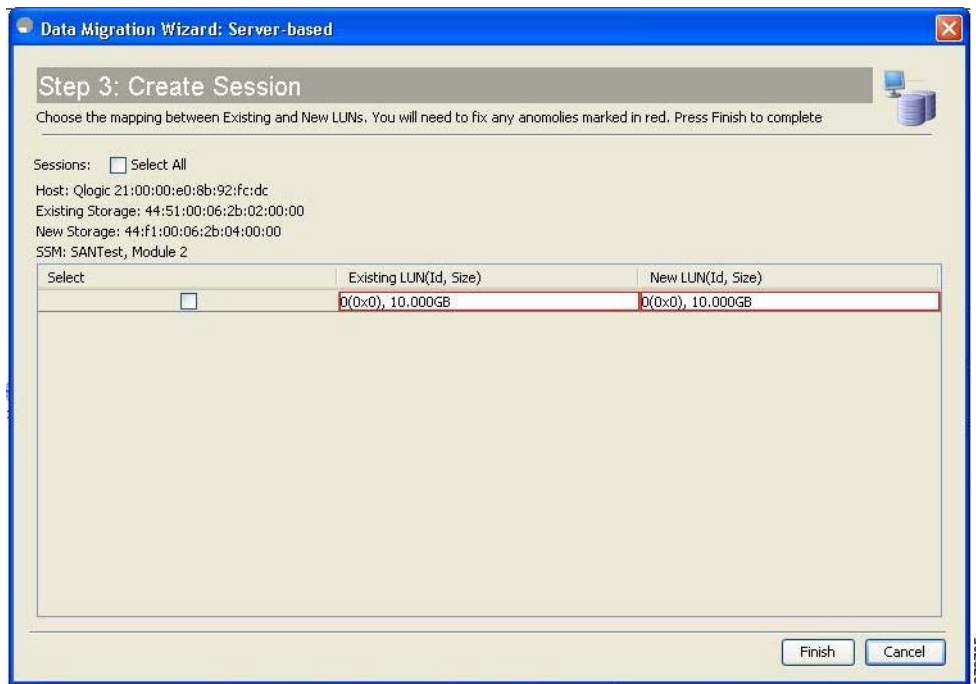 Data Migration Wizard: Server-based
Step 3: Create Session
Choose the mapping between Existing and New LUNs. You will need to fix any anomolies marked in red. Press Finish to complete
Sessions: Select All
Host: Qlogic 21:00:00:e0:8b:92:fc:dc
Existing Storage: 44:51:00:06:2b:02:00:00
New Storage: 44:f1:00:06:2b:04:00:00
SSM: SANTest, Module 2
Select Existing LUN(Id, Size) New LUN(Id, Size)
0(0x0), 10.000GB 0(0x0), 10.000GB
Finish Cancel